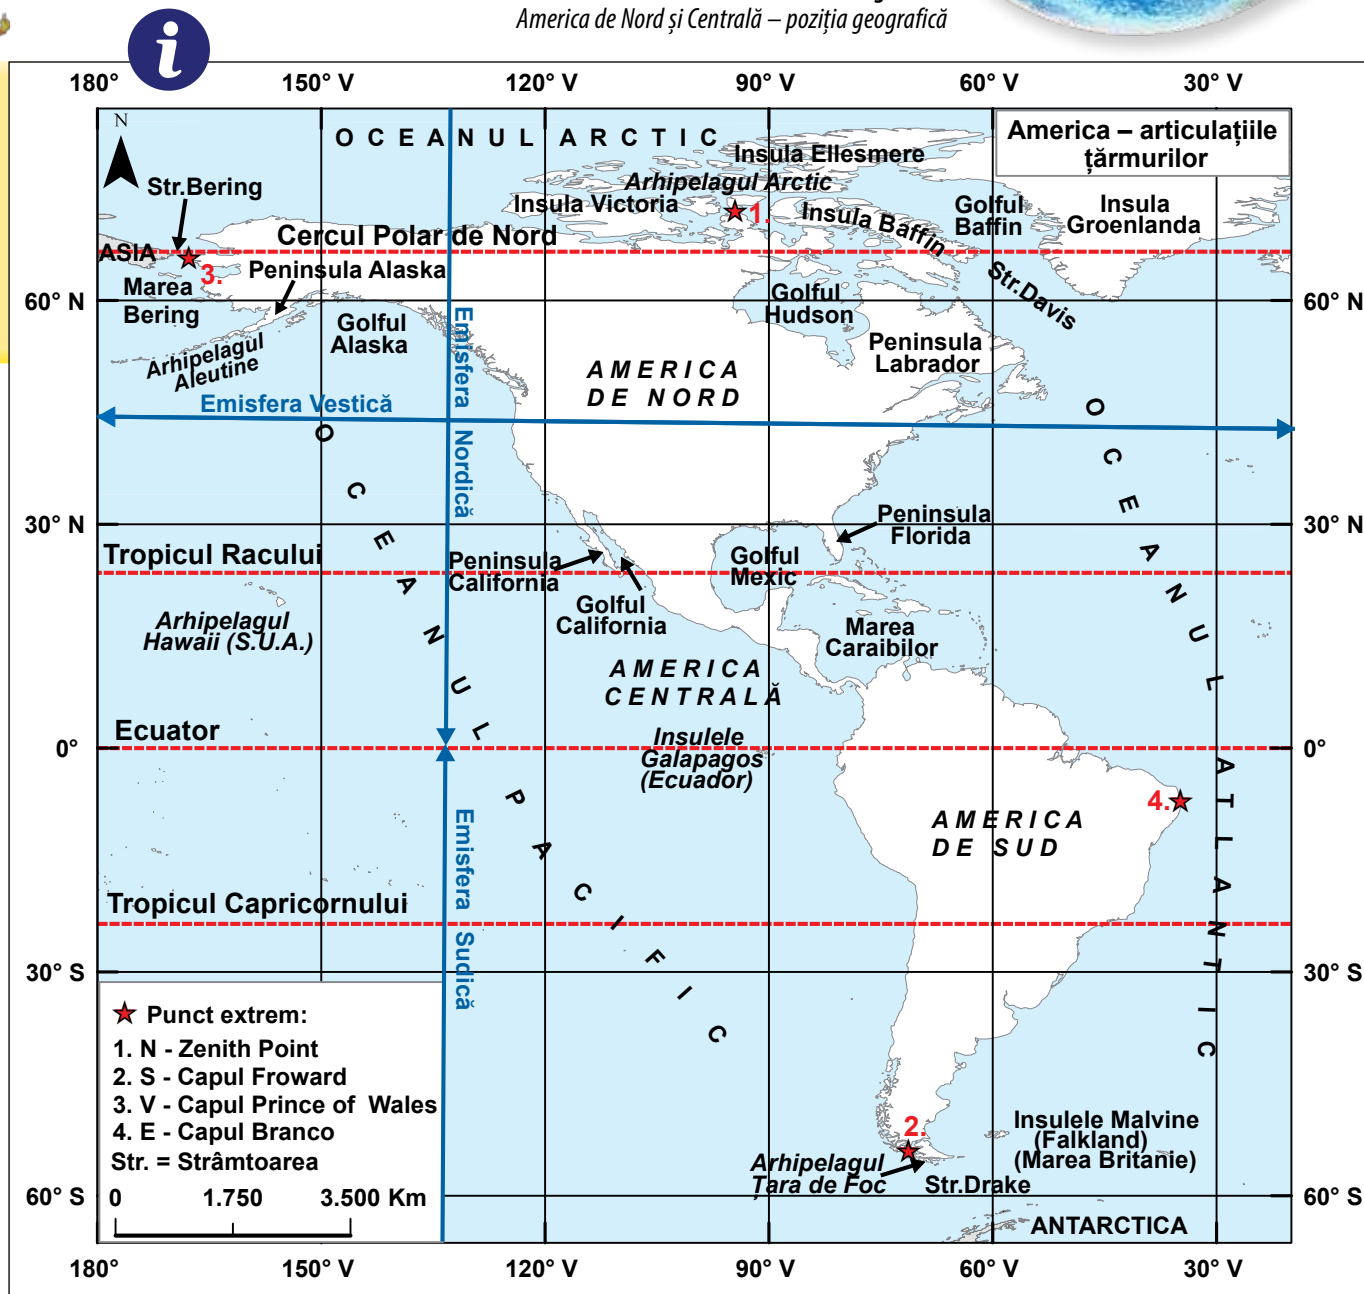 America de Nord și Centrală – poziția geografică
i
180° 150° V 120° V 90° V 60° V 30° V
N
OCEANUL ARCTIC
America – articulațiile
țărmurilor
Insula Ellesmere
Arhipelagul Arctic
Str.Bering
Insula Victoria
1.
Insula Baffin
Golful
Baffin
Insula
Groenlanda
Cercul Polar de Nord
ASIA
3.
Peninsula Alaska
Marea
Bering
Str.Davis
60° N
60° N
Golful
Hudson
Golful
Alaska
Arhipelagul
Aleutine
Peninsula
Labrador
AMERICA
DE NORD
Emisfera Vestică
Emisfera Nordică
OCEANUL PACIFIC
OCEANUL ATLANTIC
30° N
30° N
Peninsula
Florida
Tropicul Racului
Peninsula
California
Golful
Mexic
Golful
California
Arhipelagul
Hawaii (S.U.A.)
Marea
Caraibilor
AMERICA
CENTRALĂ
Ecuator
0°
0°
Insulele
Galapagos
(Ecuador)
4.
AMERICA
DE SUD
Emisfera Sudică
Tropicul Capricornului
30° S
30° S
Punct extrem:
1. N - Zenith Point
2. S - Capul Froward
3. V - Capul Prince of Wales
4. E - Capul Branco
Str. = Strâmtoarea
0 1.750 3.500 Km
2.
Insulele Malvine
(Falkland)
(Marea Britanie)
Arhipelagul
Țara de Foc
Str.Drake
60° S
60° S
ANTARCTICA
180° 150° V 120° V 90° V 60° V 30° V